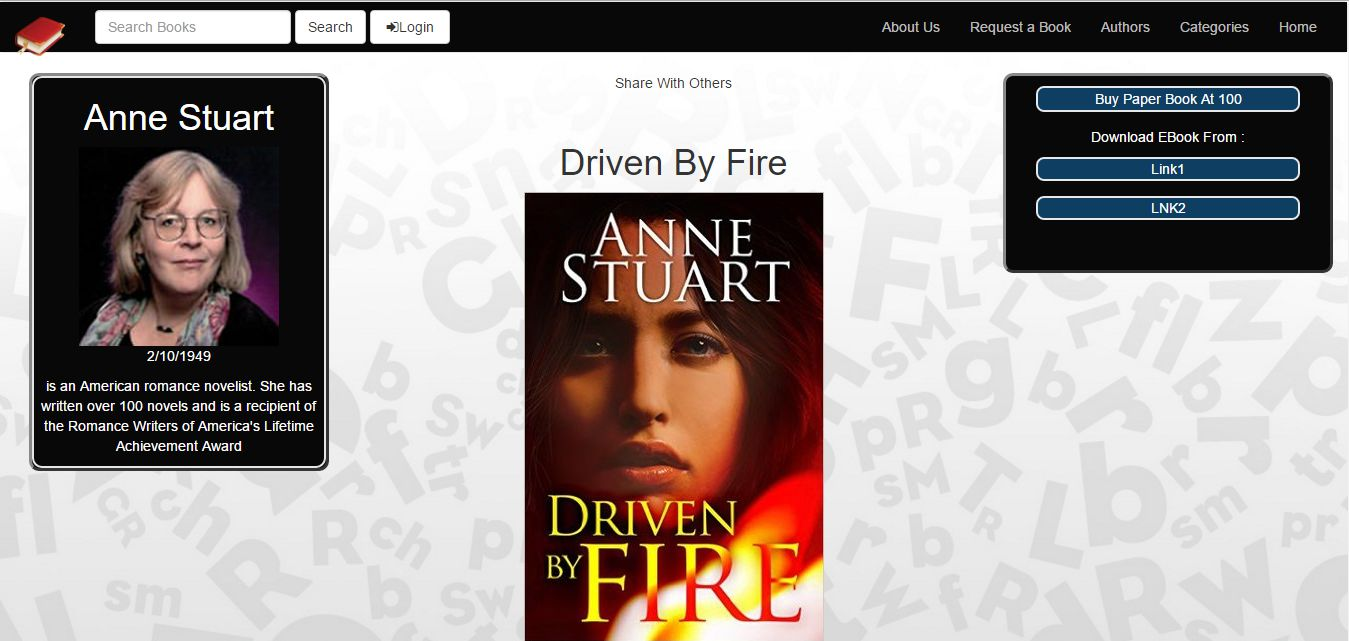 Search Books
Search
Login
About Us
Request a Book
Authors
Categories
Home
Anne Stuart
2/10/1949
is an American romance novelist. She has
written over 100 novels and is a recipient of
the Romance Writers of America's Lifetime
Achievement Award
Share With Others
Driven By Fire
ANNE
STUART
DRIVEN
BY FIRE
Buy Paper Book At 100
Download EBook From :
Link1
LNK2